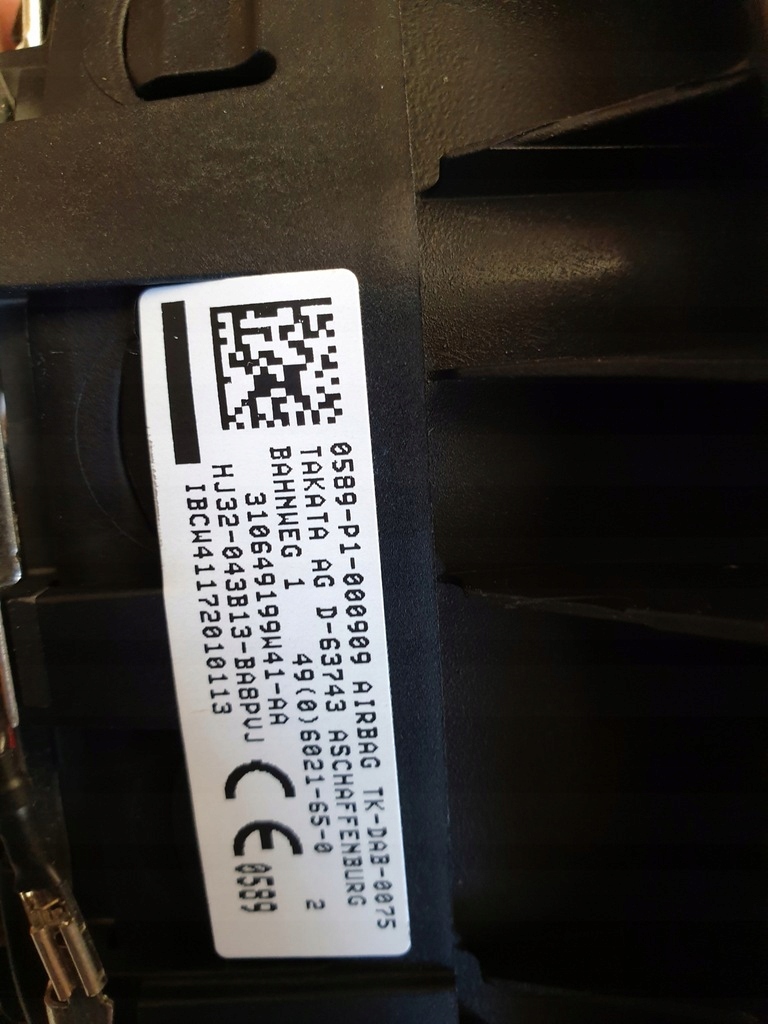 0589-P1-000909 AIRBAG TK-DAB-0075
TAKATA AG D-63743 ASCHAFFENBURG
BAHNWEG 1 49(0)6021-65-0 2
310649199W41-AA
HJ32-043B13-BA8PVJ
IBCW41172010113
CE 0589